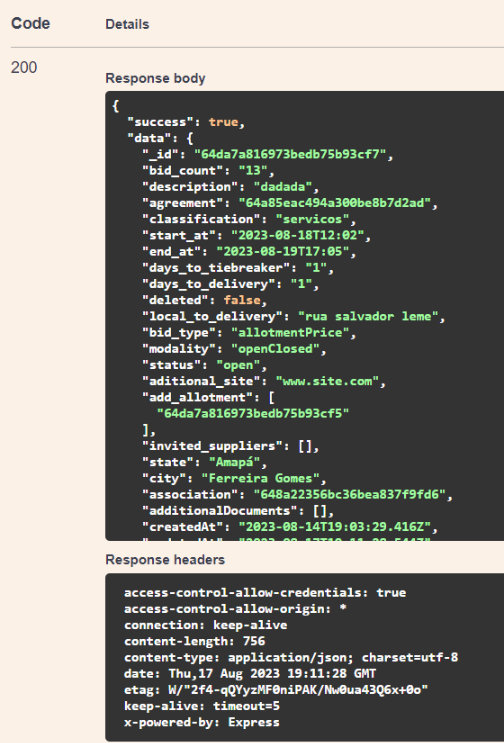 Code Details
200
Response body
{
"success": true,
"data": {
"_id": "64da7a816973bedb75b93cf7",
"bid_count": "13",
"description": "dadada",
"agreement": "64a85eac494a300be8b7d2ad",
"classification": "servicos",
"start_at": "2023-08-18T12:02",
"end_at": "2023-08-19T17:05",
"days_to_tiebreaker": "1",
"days_to_delivery": "1",
"deleted": false,
"local_to_delivery": "rua salvador leme",
"bid_type": "allotmentPrice",
"modality": "openClosed",
"status": "open",
"aditional_site": "www.site.com",
"add_allotment": [
"64da7a816973bedb75b93cf5"
],
"invited_suppliers": [],
"state": "Amapá",
"city": "Ferreira Gomes",
"association": "648a22356bc36bea837f9fd6",
"additionalDocuments": [],
"createdAt": "2023-08-14T19:03:29.416Z",
Response headers
access-control-allow-credentials: true
access-control-allow-origin: *
connection: keep-alive
content-length: 756
content-type: application/json; charset=utf-8
date: Thu,17 Aug 2023 19:11:28 GMT
etag: W/"2f4-qQYyzMF0niPAK/Nw0ua43Q6x+0o"
keep-alive: timeout=5
x-powered-by: Express